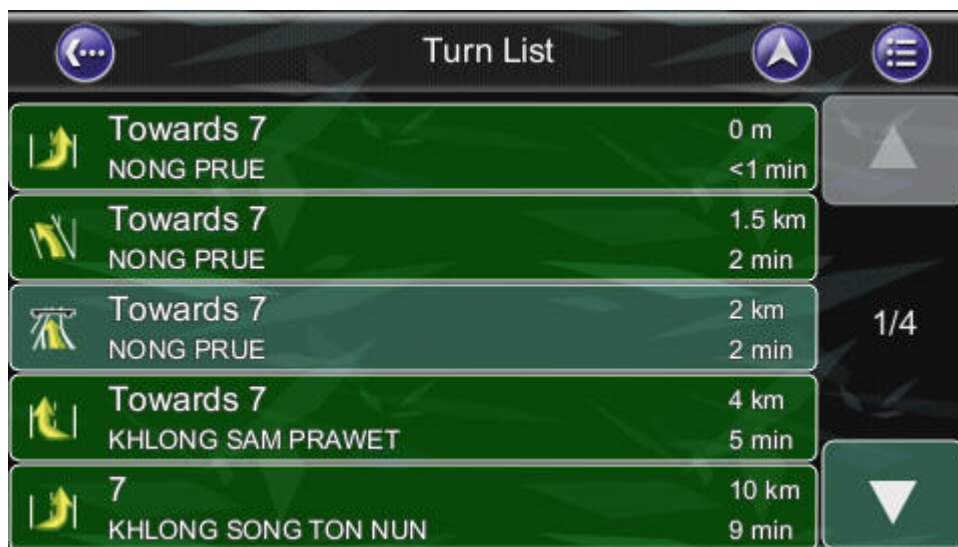 Turn List
Towards 7
0 m
NONG PRUE
<1 min
Towards 7
1.5 km
NONG PRUE
2 min
Towards 7
2 km
NONG PRUE
2 min
1/4
Towards 7
4 km
KHLONG SAM PRAWET
5 min
7
10 km
KHLONG SONG TON NUN
9 min